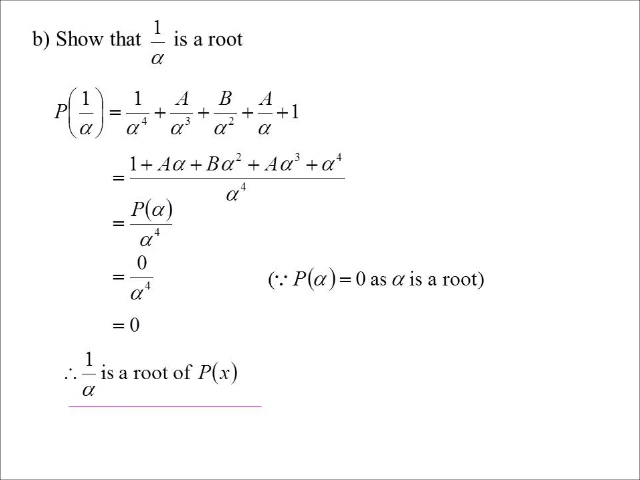 b) Show that 1/α is a root
P(1/α) = 1/α⁴ + A/α³ + B/α² + A/α + 1
= (1 + Aα + Bα² + Aα³ + α⁴)/α⁴
= P(α)/α⁴
= 0/α⁴ (∵ P(α) = 0 as α is a root)
= 0
∴ 1/α is a root of P(x)